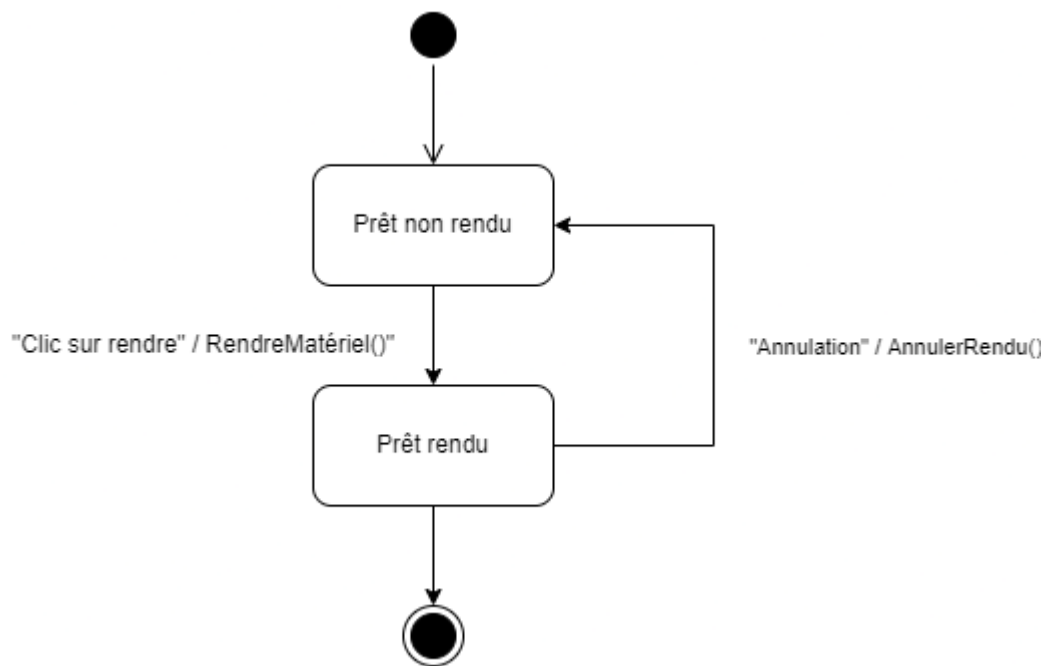 Prêt non rendu
"Clic sur rendre" / RendreMatériel()"
"Annulation" / AnnulerRendu()
Prêt rendu